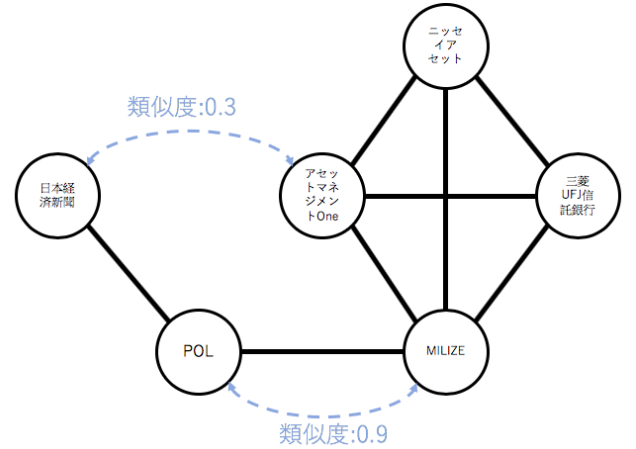 ニッセ
イア
セット
類似度:0.3
アセッ
トマネ
ジメン
トOne
日本経
済新聞
三菱
UFJ信
託銀行
POL
MILIZE
類似度:0.9